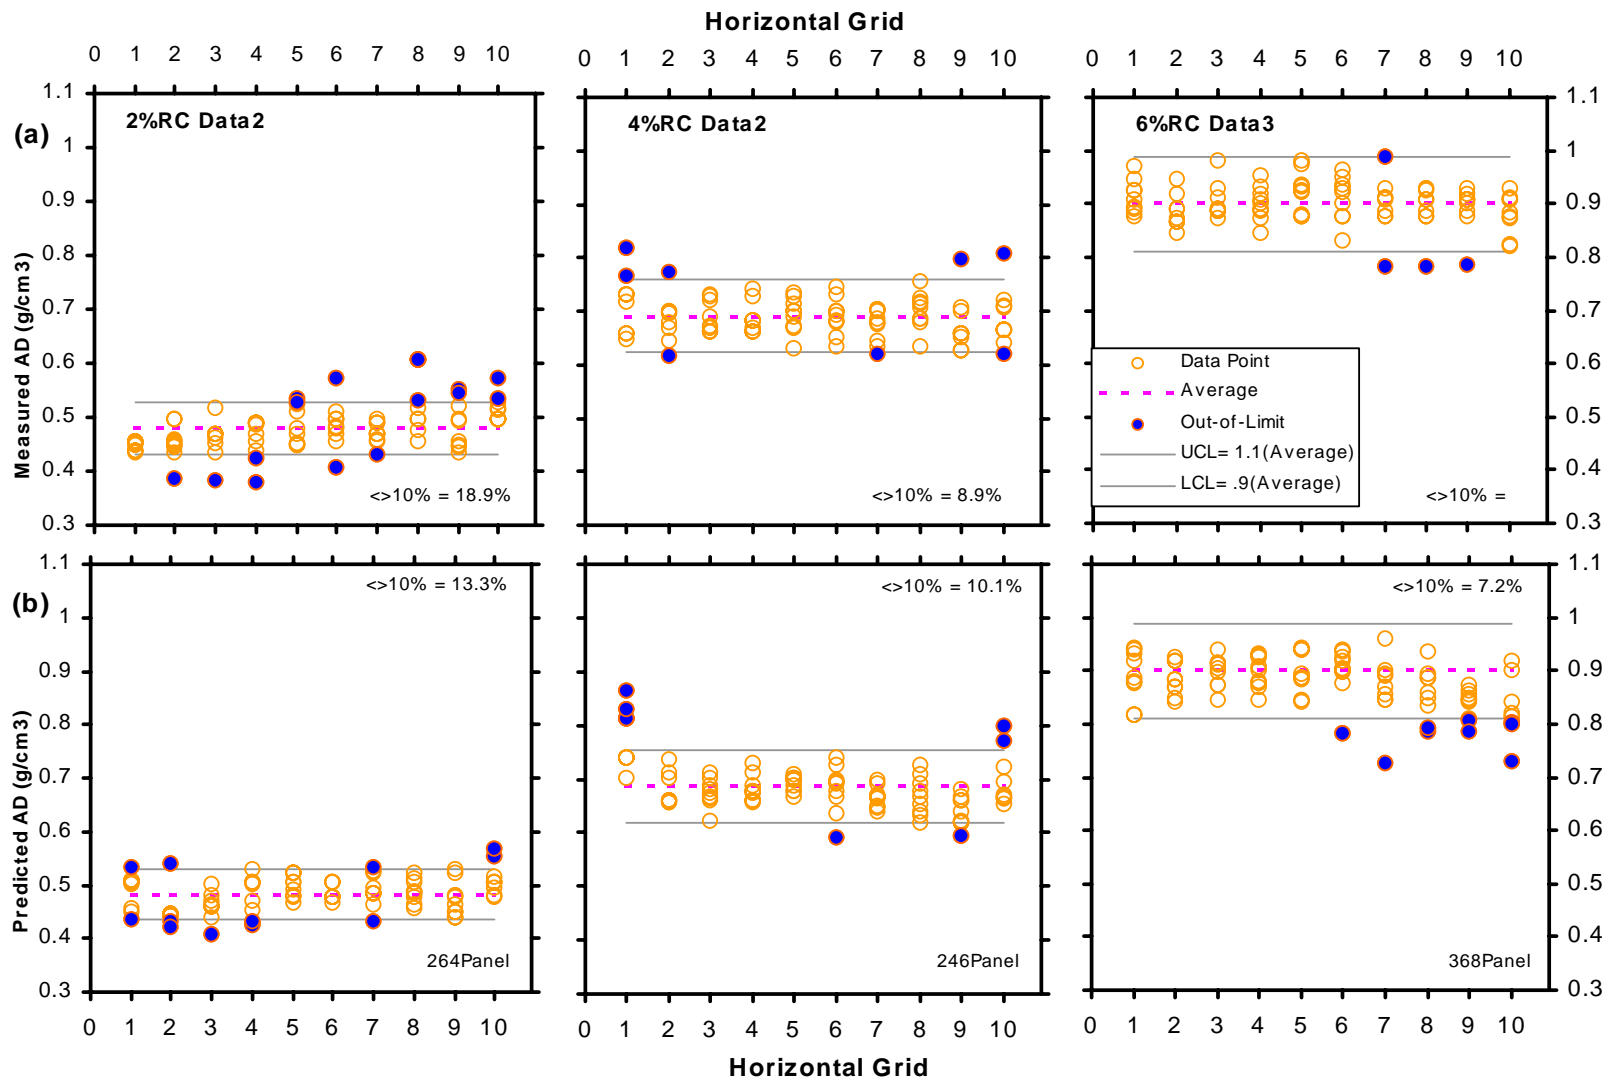 Horizontal Grid
0 1 2 3 4 5 6 7 8 9 10
0 1 2 3 4 5 6 7 8 9 10
0 1 2 3 4 5 6 7 8 9 10
(a)
Measured AD (g/cm3)
1.1
1
0.9
0.8
0.7
0.6
0.5
0.4
0.3
2%RC Data2
<>10% = 18.9%
4%RC Data2
<>10% = 8.9%
6%RC Data3
Data Point
Average
Out-of-Limit
UCL= 1.1(Average)
LCL= .9(Average)
<>10% =
1.1
1
0.9
0.8
0.7
0.6
0.5
0.4
0.3
(b)
Predicted AD (g/cm3)
1.1
1
0.9
0.8
0.7
0.6
0.5
0.4
0.3
<>10% = 13.3%
264Panel
<>10% = 10.1%
246Panel
<>10% = 7.2%
368Panel
1.1
1
0.9
0.8
0.7
0.6
0.5
0.4
0.3
0 1 2 3 4 5 6 7 8 9 10
0 1 2 3 4 5 6 7 8 9 10
0 1 2 3 4 5 6 7 8 9 10
Horizontal Grid